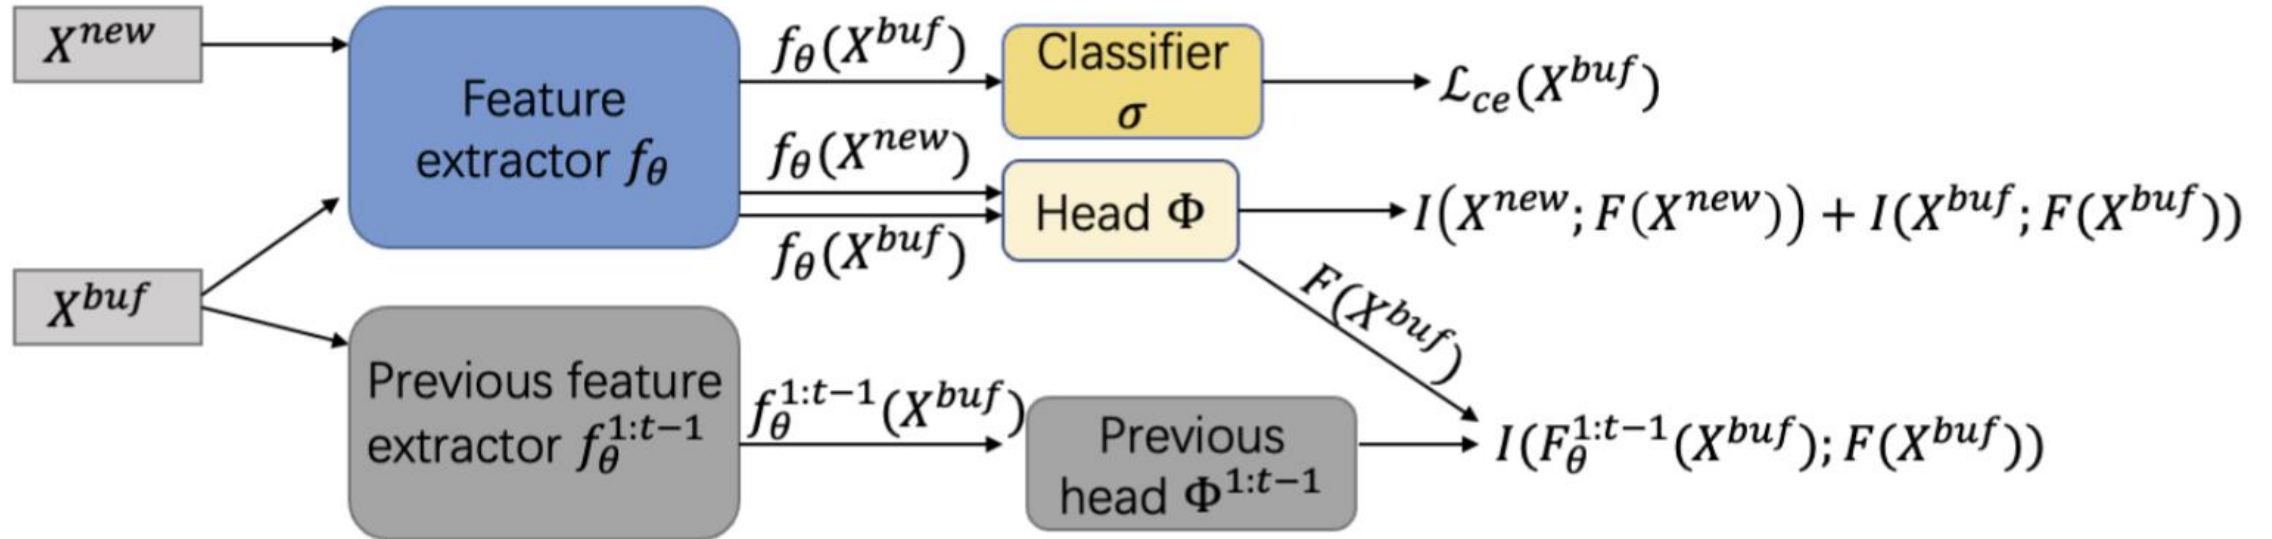 X^{new}
Feature
extractor f_θ
f_θ(X^{buf})
Classifier
σ
ℒ_{ce}(X^{buf})
f_θ(X^{new})
f_θ(X^{buf})
Head Φ
I(X^{new}; F(X^{new})) + I(X^{buf}; F(X^{buf}))
X^{buf}
F(X^{buf})
Previous feature
extractor f_θ^{1:t−1}
f_θ^{1:t−1}(X^{buf})
Previous
head Φ^{1:t−1}
I(F_θ^{1:t−1}(X^{buf}); F(X^{buf}))